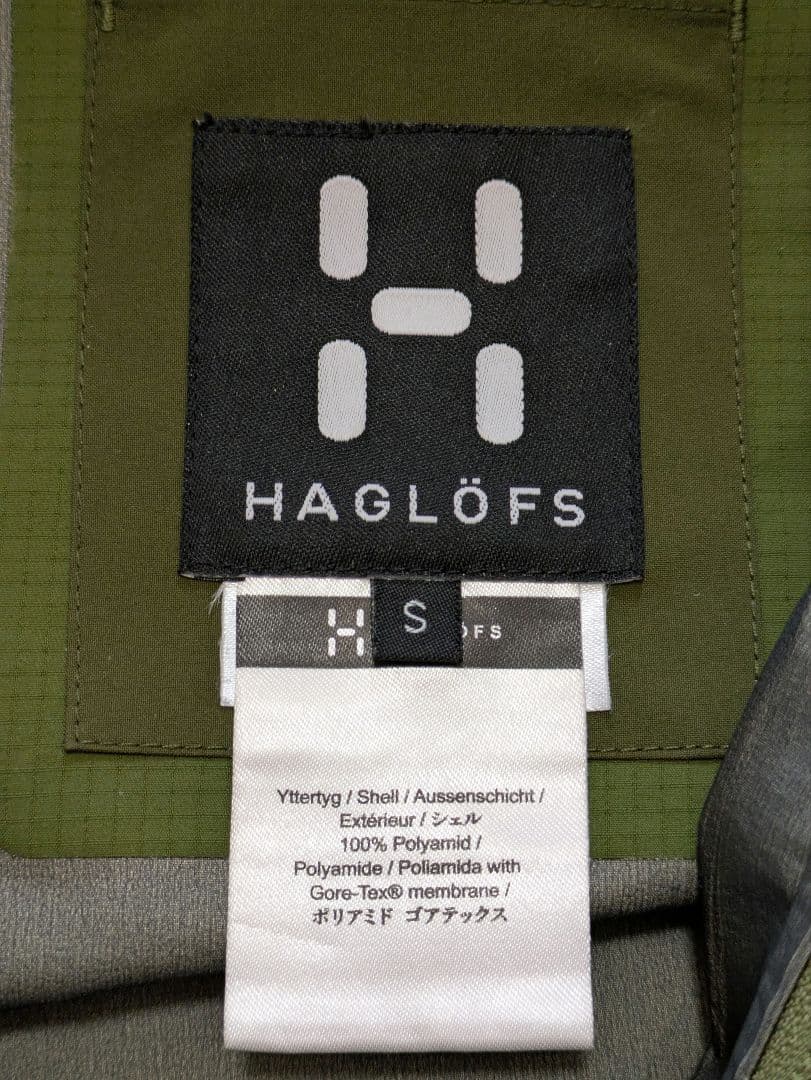 HAGLÖFS
S
ÖFS
Yttertyg / Shell / Aussenschicht /
Extérieur / シェル
100% Polyamid /
Polyamide / Poliamida with
Gore-Tex® membrane /
ポリアミド ゴアテックス